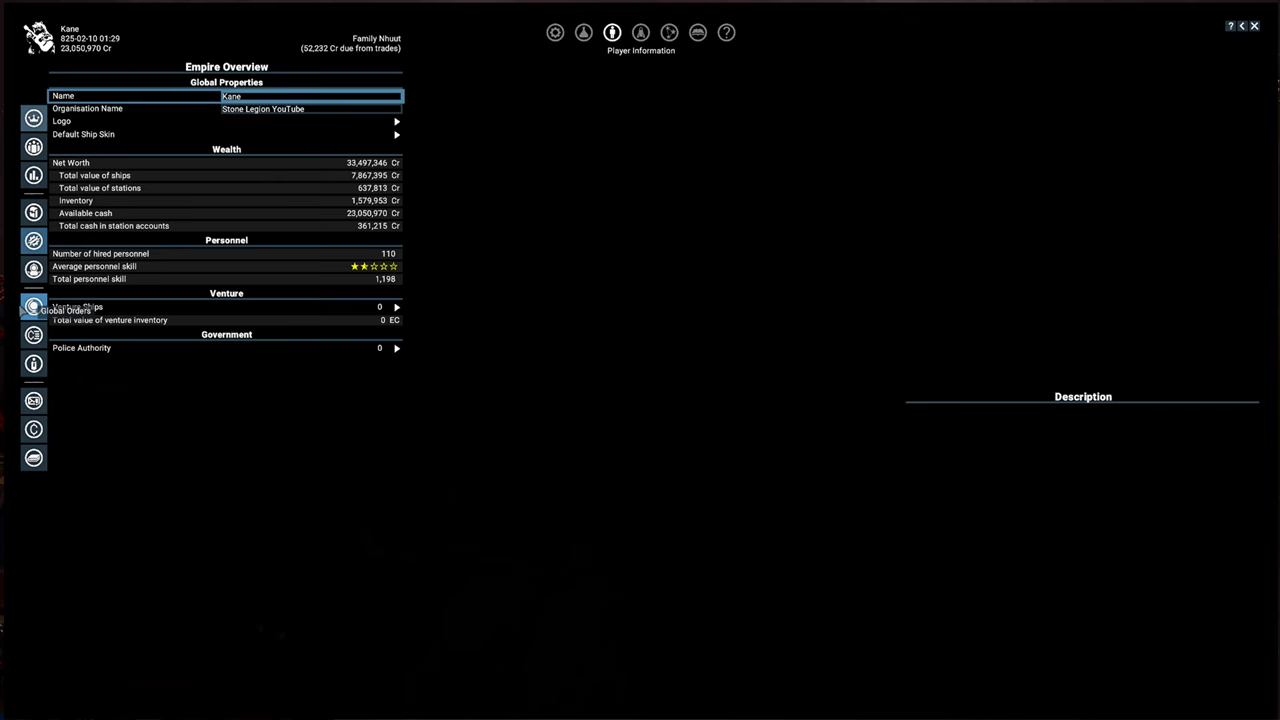 Kane
825-02-10 01:29
23,050,970 Cr
Family Nhuut
(52,232 Cr due from trades)
Player Information
Empire Overview
Global Properties
Name Kane
Organisation Name Stone Legion YouTube
Logo
Default Ship Skin
Wealth
Net Worth 33,497,346 Cr
Total value of ships 7,867,395 Cr
Total value of stations 637,813 Cr
Inventory 1,579,953 Cr
Available cash 23,050,970 Cr
Total cash in station accounts 361,215 Cr
Personnel
Number of hired personnel 110
Average personnel skill
Total personnel skill 1,198
Venture
Venture Ships 0
Global Orders
Total value of venture inventory 0 EC
Government
Police Authority 0
Description